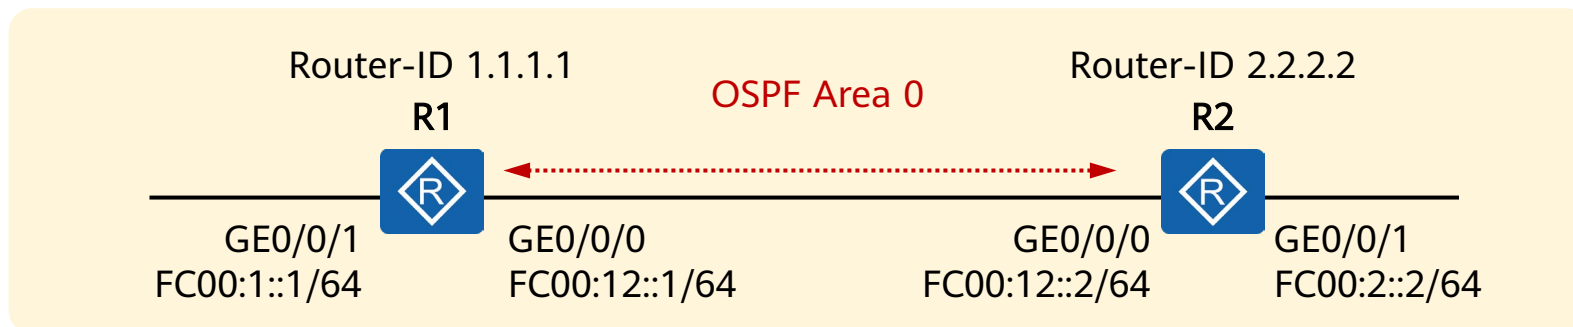 Router-ID 1.1.1.1
R1
OSPF Area 0
Router-ID 2.2.2.2
R2
R
R
GE0/0/1
FC00:1::1/64
GE0/0/0
FC00:12::1/64
GE0/0/0
FC00:12::2/64
GE0/0/1
FC00:2::2/64